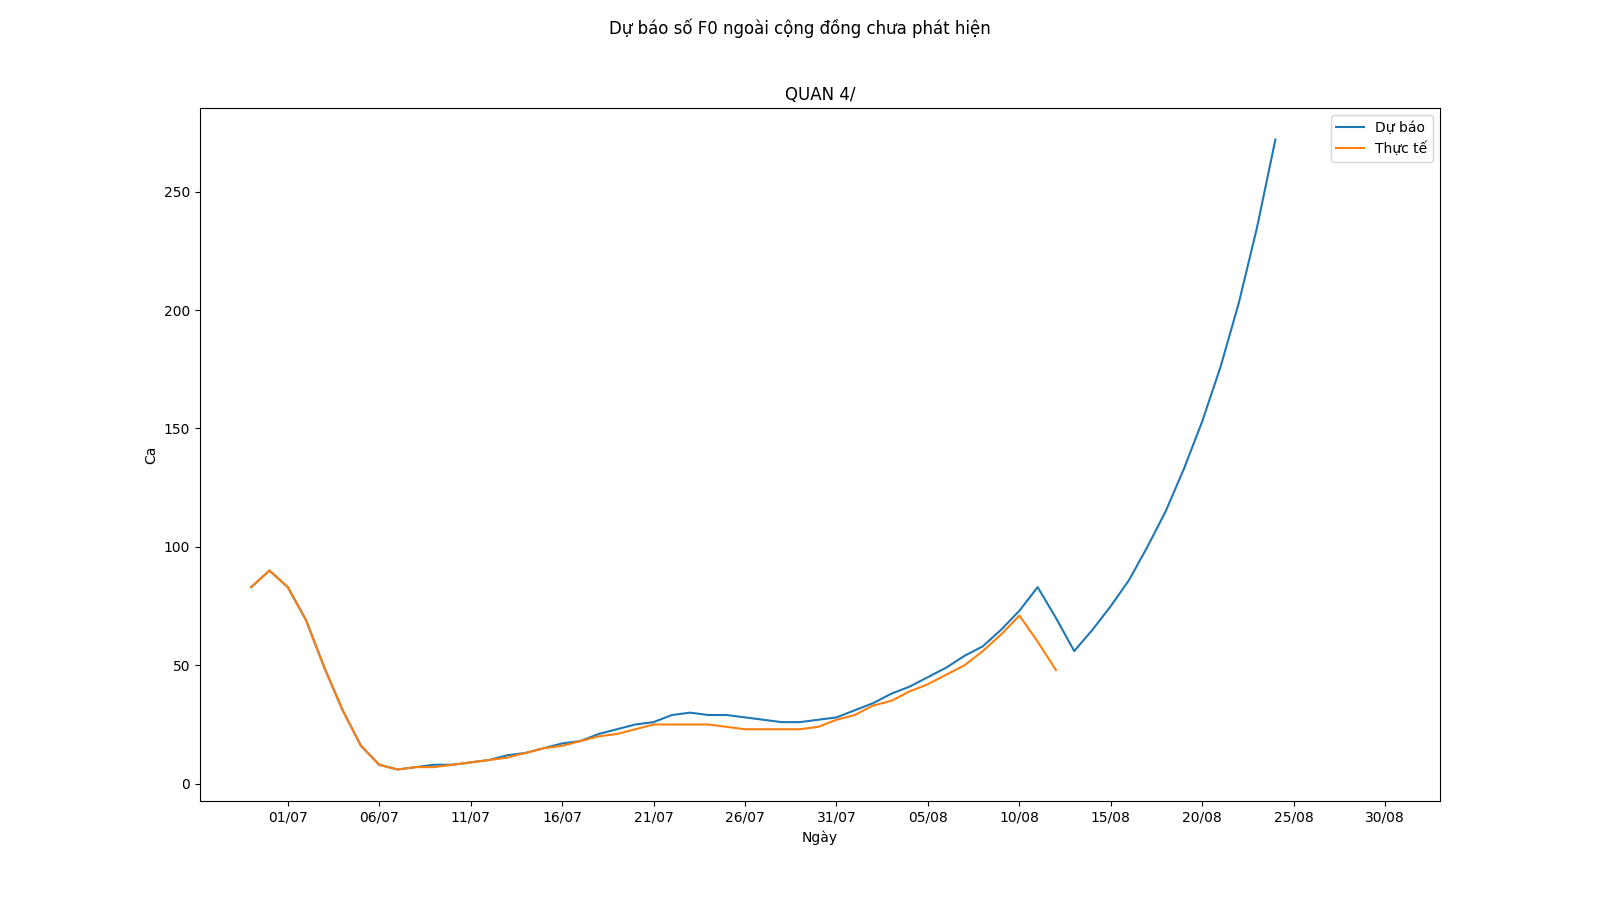 Dự báo số F0 ngoài cộng đồng chưa phát hiện
QUAN 4/
Dự báo
Thực tế
250
200
150
100
50
0
Ca
01/07 06/07 11/07 16/07 21/07 26/07 31/07 05/08 10/08 15/08 20/08 25/08 30/08
Ngày